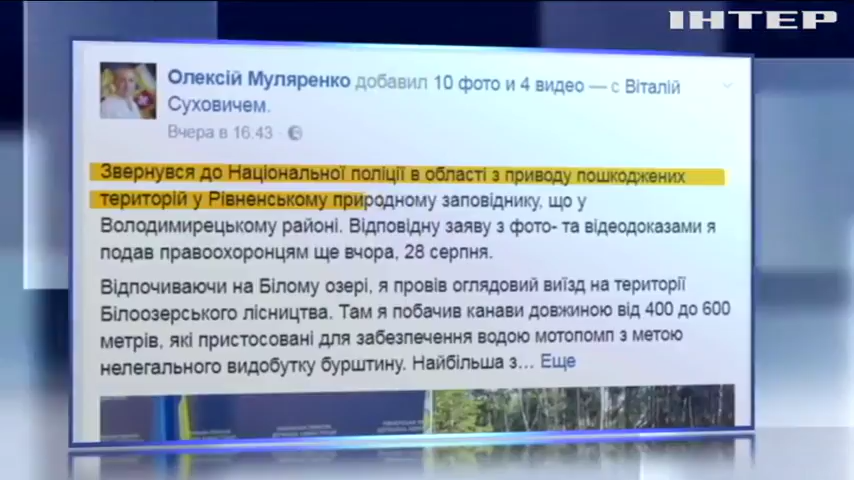 ІНТЕР
Олексій Муляренко добавил 10 фото и 4 видео — с Віталій
Суховичем.
Вчера в 16:43
Звернувся до Національної поліції в області з приводу пошкоджених
територій у Рівненському природному заповіднику, що у
Володимирецькому районі. Відповідну заяву з фото- та відеодоказами я
подав правоохоронцям ще вчора, 28 серпня.
Відпочиваючи на Білому озері, я провів оглядовий виїзд на території
Білоозерського лісництва. Там я побачив канави довжиною від 400 до 600
метрів, які пристосовані для забезпечення водою мотопомп з метою
нелегального видобутку бурштину. Найбільша з... Еще